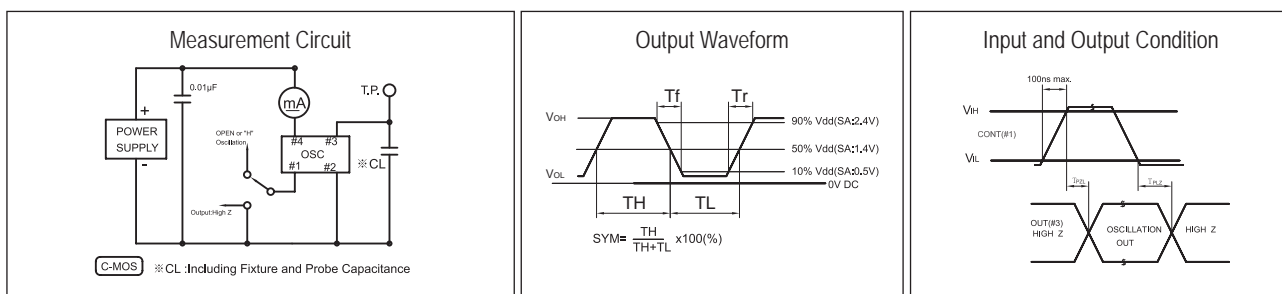 Measurement Circuit
0.01μF
T.P.
mA
+
POWER
SUPPLY
-
OPEN or "H"
Oscillation
#4
#3
OSC
#1
#2
※CL
Output:High Z
C-MOS
※CL :Including Fixture and Probe Capacitance
Output Waveform
Tf
Tr
VOH
90% Vdd(SA:2.4V)
50% Vdd(SA:1.4V)
10% Vdd(SA:0.5V)
VOL
0V DC
TH
TL
SYM= TH/TH+TL x100(%)
Input and Output Condition
100ns max.
VIH
CONT(#1)
VIL
TPZL
TPLZ
OUT(#3)
HIGH Z
OSCILLATION
OUT
HIGH Z